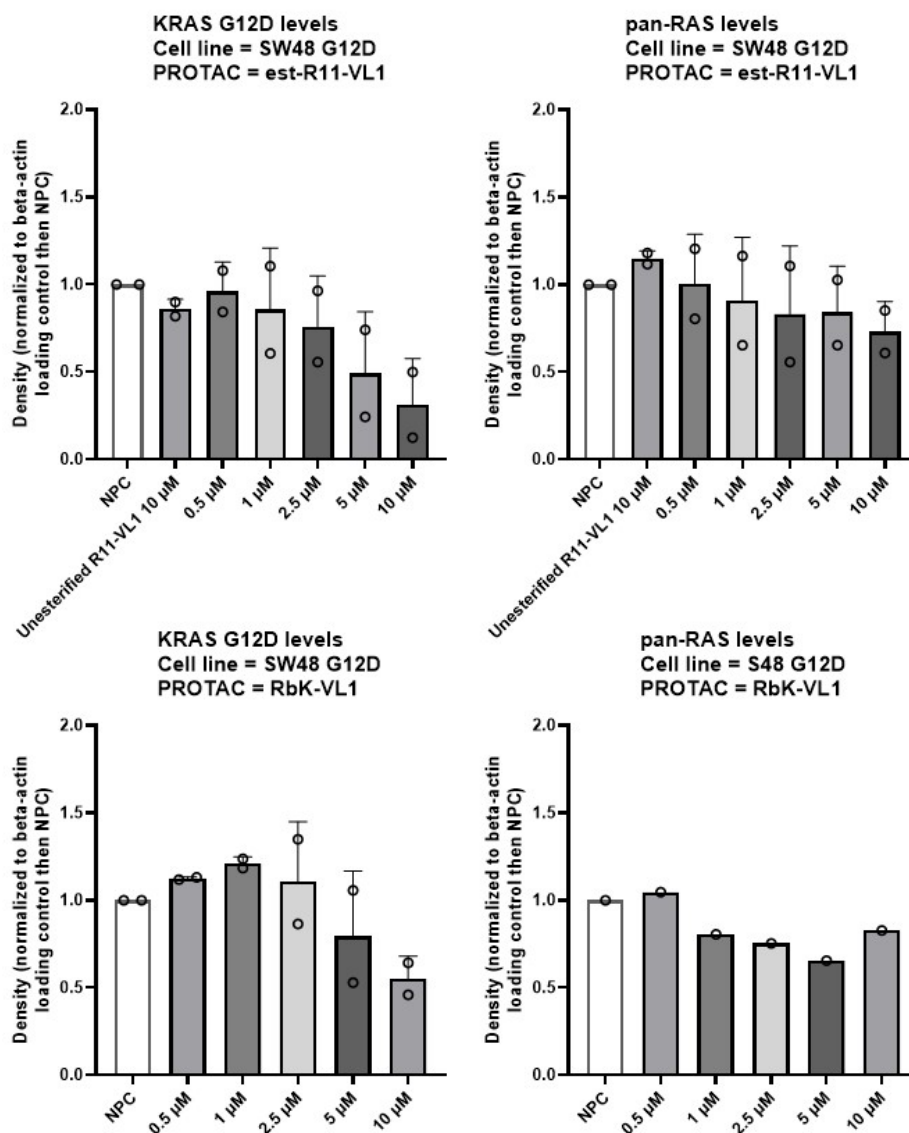 KRAS G12D levels
Cell line = SW48 G12D
PROTAC = est-R11-VL1
Density (normalized to beta-actin
loading control then NPC)
2.0
1.5
1.0
0.5
0.0
NPC
Unesterified R11-VL1 10 µM
0.5 µM
1 µM
2.5 µM
5 µM
10 µM
pan-RAS levels
Cell line = SW48 G12D
PROTAC = est-R11-VL1
Density (normalized to beta-actin
loading control then NPC)
2.0
1.5
1.0
0.5
0.0
NPC
Unesterified R11-VL1 10 µM
0.5 µM
1 µM
2.5 µM
5 µM
10 µM
KRAS G12D levels
Cell line = SW48 G12D
PROTAC = RbK-VL1
Density (normalized to beta-actin
loading control then NPC)
2.0
1.5
1.0
0.5
0.0
NPC
0.5 µM
1 µM
2.5 µM
5 µM
10 µM
pan-RAS levels
Cell line = S48 G12D
PROTAC = RbK-VL1
Density (normalized to beta-actin
loading control then NPC)
2.0
1.5
1.0
0.5
0.0
NPC
0.5 µM
1 µM
2.5 µM
5 µM
10 µM